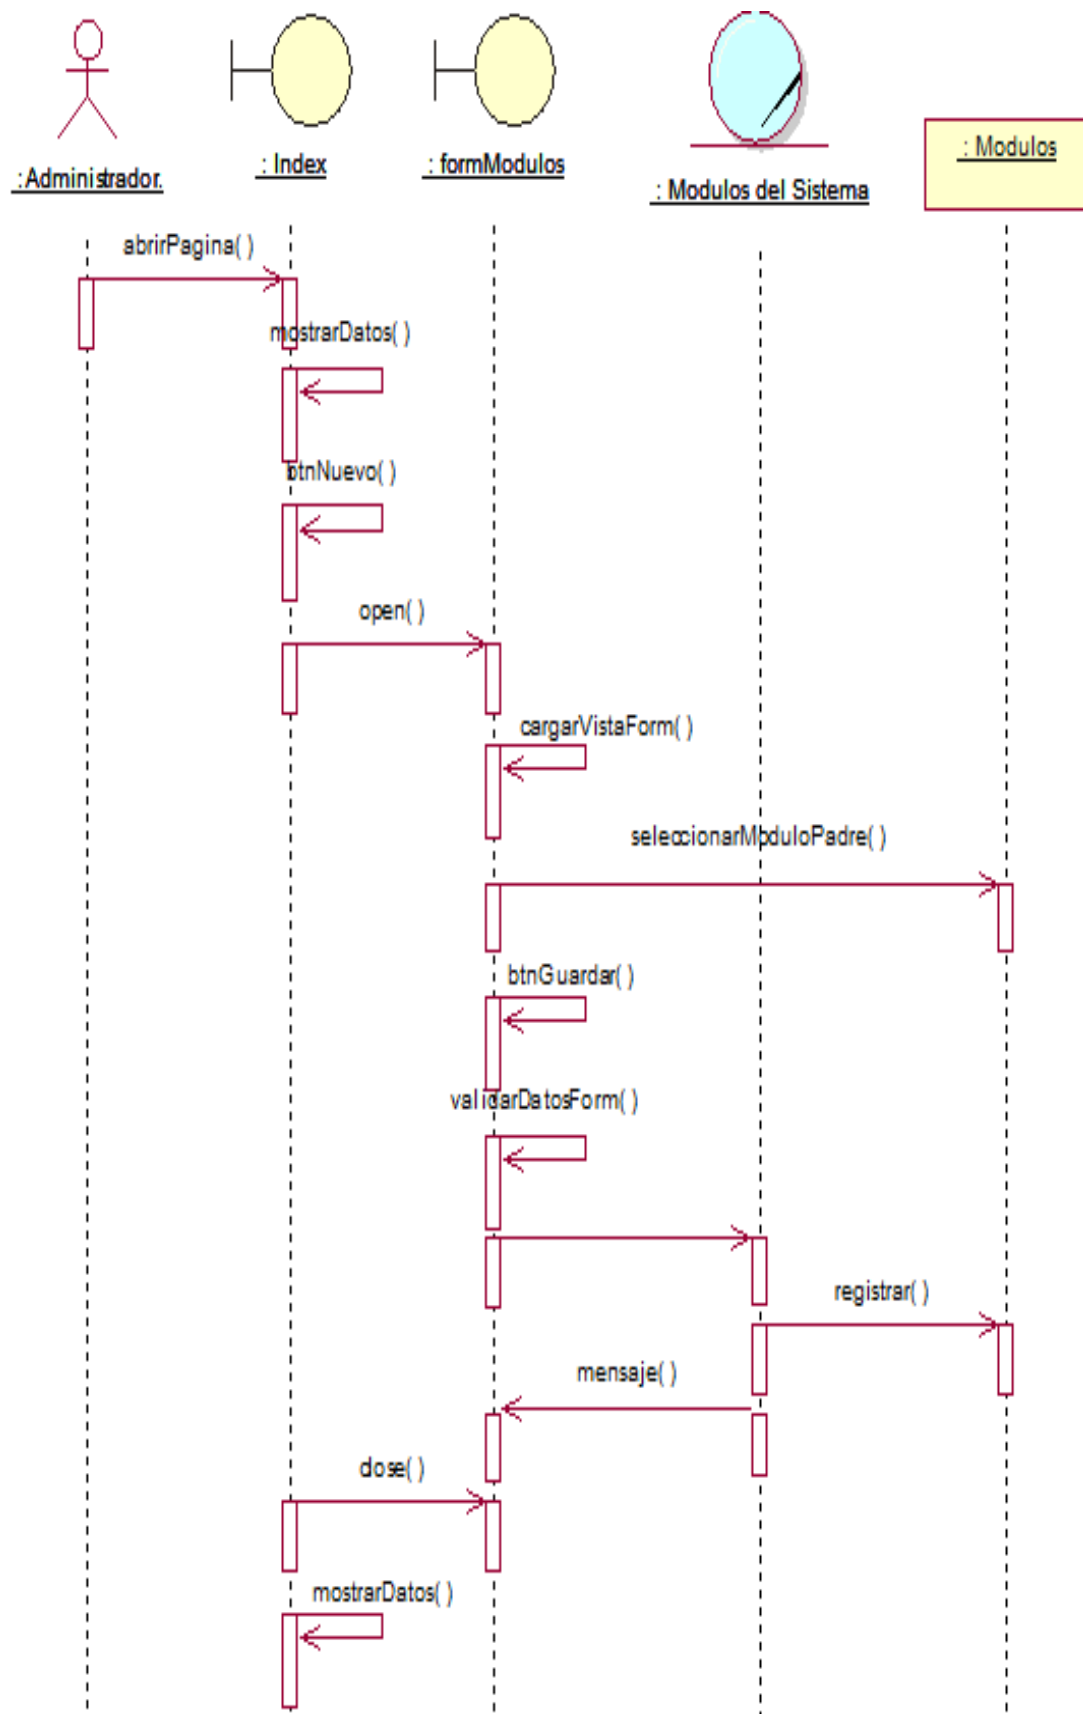 :Administrador.
: Index
: formModulos
: Modulos del Sistema
: Modulos
abrirPagina( )
mostrarDatos( )
btnNuevo( )
open( )
cargarVistaForm( )
seleccionarModuloPadre( )
btnGuardar( )
validarDatosForm( )
registrar( )
mensaje( )
close( )
mostrarDatos( )